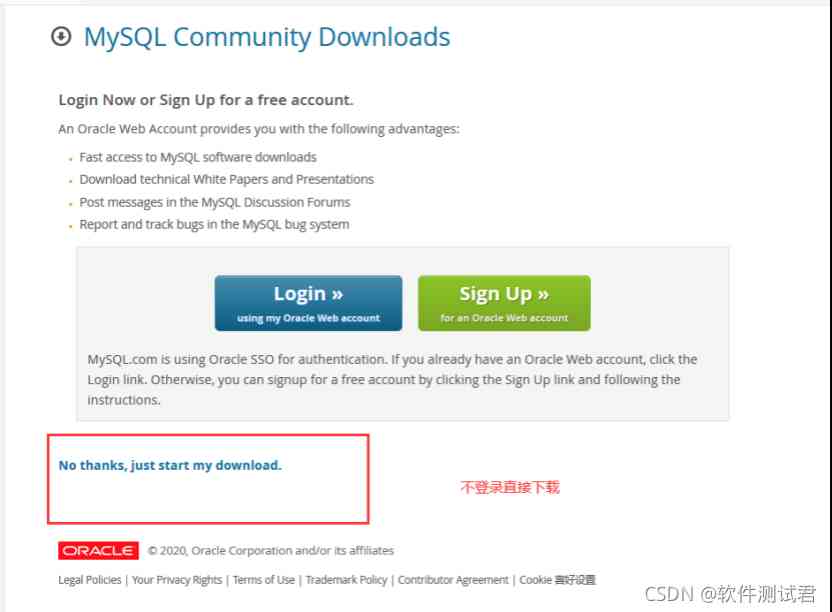 MySQL Community Downloads
Login Now or Sign Up for a free account.
An Oracle Web Account provides you with the following advantages:
Fast access to MySQL software downloads
Download technical White Papers and Presentations
Post messages in the MySQL Discussion Forums
Report and track bugs in the MySQL bug system
Login »
using my Oracle Web account
Sign Up »
for an Oracle Web account
MySQL.com is using Oracle SSO for authentication. If you already have an Oracle Web account, click the
Login link. Otherwise, you can signup for a free account by clicking the Sign Up link and following the
instructions.
No thanks, just start my download.
不登录直接下载
ORACLE © 2020, Oracle Corporation and/or its affiliates
Legal Policies | Your Privacy Rights | Terms of Use | Trademark Policy | Contributor Agreement | Cookie 喜好设置
CSDN @软件测试君